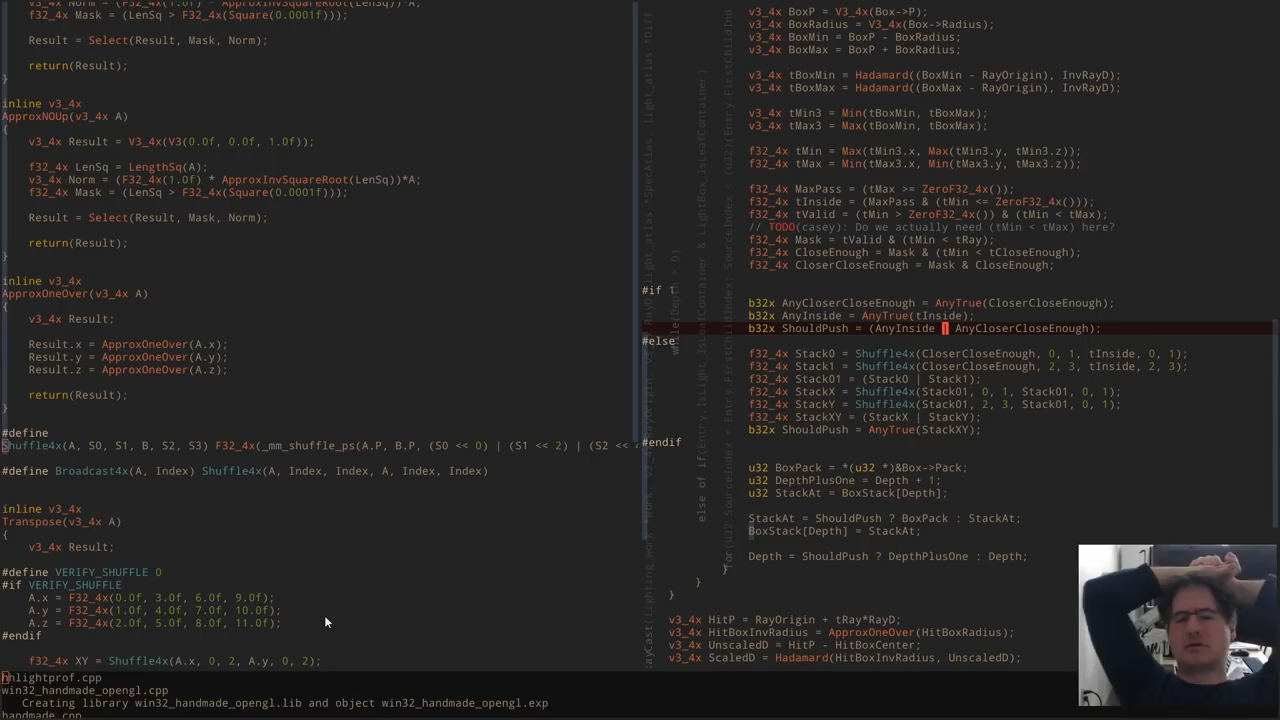 v3_4x Norm = (F32_4x(1.0f) * ApproxInvSquareRoot(LenSq))*A;
f32_4x Mask = (LenSq > F32_4x(Square(0.0001f)));
Result = Select(Result, Mask, Norm);
return(Result);
}
inline v3_4x
ApproxNOUp(v3_4x A)
{
v3_4x Result = V3_4x(V3(0.0f, 0.0f, 1.0f));
f32_4x LenSq = LengthSq(A);
v3_4x Norm = (F32_4x(1.0f) * ApproxInvSquareRoot(LenSq))*A;
f32_4x Mask = (LenSq > F32_4x(Square(0.0001f)));
Result = Select(Result, Mask, Norm);
return(Result);
}
inline v3_4x
ApproxOneOver(v3_4x A)
{
v3_4x Result;
Result.x = ApproxOneOver(A.x);
Result.y = ApproxOneOver(A.y);
Result.z = ApproxOneOver(A.z);
return(Result);
}
#define
Shuffle4x(A, S0, S1, B, S2, S3) F32_4x(_mm_shuffle_ps(A.P, B.P, (S0 << 0) | (S1 << 2) | (S2 <<
#define Broadcast4x(A, Index) Shuffle4x(A, Index, Index, A, Index, Index)
inline v3_4x
Transpose(v3_4x A)
{
v3_4x Result;
#define VERIFY_SHUFFLE 0
#if VERIFY_SHUFFLE
A.x = F32_4x(0.0f, 3.0f, 6.0f, 9.0f);
A.y = F32_4x(1.0f, 4.0f, 7.0f, 10.0f);
A.z = F32_4x(2.0f, 5.0f, 8.0f, 11.0f);
#endif
f32_4x XY = Shuffle4x(A.x, 0, 2, A.y, 0, 2);
v3_4x BoxP = V3_4x(Box->P);
v3_4x BoxRadius = V3_4x(Box->Radius);
v3_4x BoxMin = BoxP - BoxRadius;
v3_4x BoxMax = BoxP + BoxRadius;
v3_4x tBoxMin = Hadamard((BoxMin - RayOrigin), InvRayD);
v3_4x tBoxMax = Hadamard((BoxMax - RayOrigin), InvRayD);
v3_4x tMin3 = Min(tBoxMin, tBoxMax);
v3_4x tMax3 = Max(tBoxMin, tBoxMax);
f32_4x tMin = Max(tMin3.x, Max(tMin3.y, tMin3.z));
f32_4x tMax = Min(tMax3.x, Min(tMax3.y, tMax3.z));
f32_4x MaxPass = (tMax >= ZeroF32_4x());
f32_4x tInside = (MaxPass & (tMin <= ZeroF32_4x()));
f32_4x tValid = (tMin > ZeroF32_4x()) & (tMin < tMax);
// TODO(casey): Do we actually need (tMin < tMax) here?
f32_4x Mask = tValid & (tMin < tRay);
f32_4x CloseEnough = Mask & (tMin < tCloseEnough);
f32_4x CloserCloseEnough = Mask & CloseEnough;
#if 1
b32x AnyCloserCloseEnough = AnyTrue(CloserCloseEnough);
b32x AnyInside = AnyTrue(tInside);
b32x ShouldPush = (AnyInside | AnyCloserCloseEnough);
#else
f32_4x Stack0 = Shuffle4x(CloserCloseEnough, 0, 1, tInside, 0, 1);
f32_4x Stack1 = Shuffle4x(CloserCloseEnough, 2, 3, tInside, 2, 3);
f32_4x Stack01 = (Stack0 | Stack1);
f32_4x StackX = Shuffle4x(Stack01, 0, 1, Stack01, 0, 1);
f32_4x StackY = Shuffle4x(Stack01, 2, 3, Stack01, 0, 1);
f32_4x StackXY = (StackX | StackY);
b32x ShouldPush = AnyTrue(StackXY);
#endif
u32 BoxPack = *(u32 *)&Box->Pack;
u32 DepthPlusOne = Depth + 1;
u32 StackAt = BoxStack[Depth];
StackAt = ShouldPush ? BoxPack : StackAt;
BoxStack[Depth] = StackAt;
Depth = ShouldPush ? DepthPlusOne : Depth;
}
}
}
v3_4x HitP = RayOrigin + tRay*RayD;
v3_4x HitBoxInvRadius = ApproxOneOver(HitBoxRadius);
v3_4x UnscaledD = HitP - HitBoxCenter;
v3_4x ScaledD = Hadamard(HitBoxInvRadius, UnscaledD);
while(Depth > 0)
hhlightprof.cpp
win32_handmade_opengl.cpp
Creating library win32_handmade_opengl.lib and object win32_handmade_opengl.exp
handmade.cpp